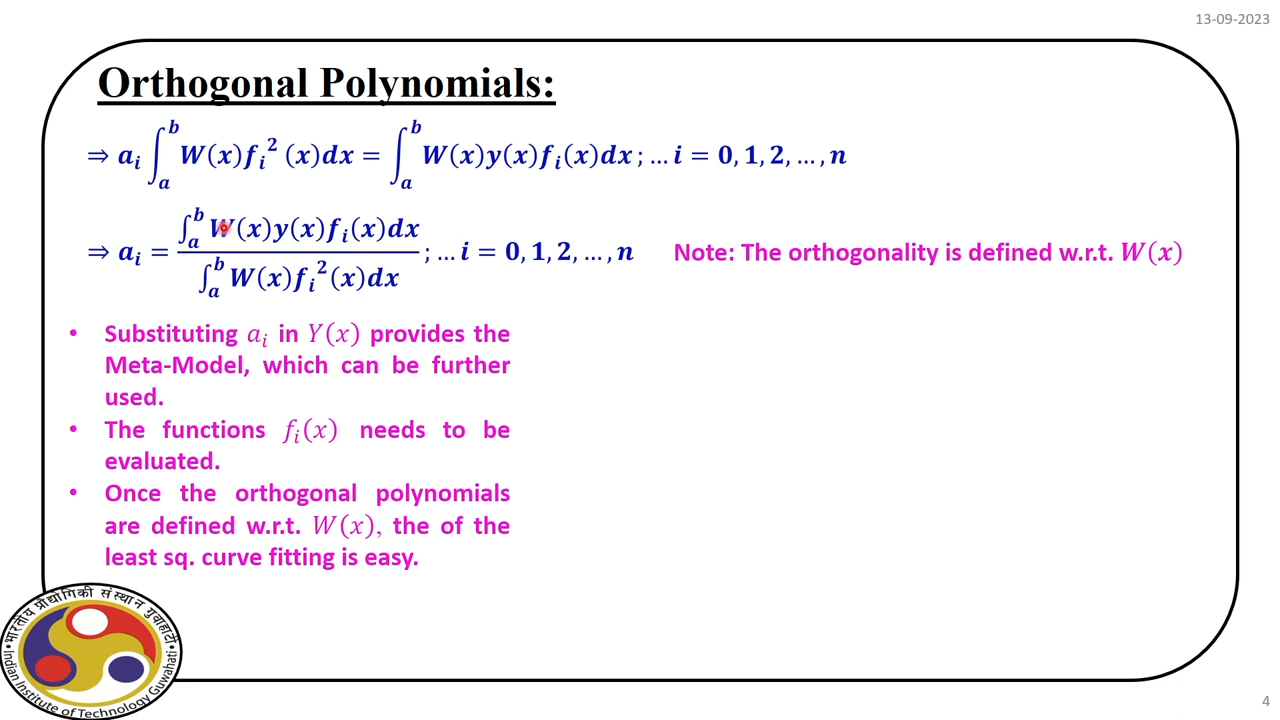 13-09-2023
Orthogonal Polynomials:
⇒ aᵢ ∫ₐᵇ W(x)fᵢ²(x)dx = ∫ₐᵇ W(x)y(x)fᵢ(x)dx ; … i = 0, 1, 2, …, n
⇒ aᵢ = ∫ₐᵇ W(x)y(x)fᵢ(x)dx / ∫ₐᵇ W(x)fᵢ²(x)dx ; … i = 0, 1, 2, …, n
Note: The orthogonality is defined w.r.t. W(x)
• Substituting aᵢ in Y(x) provides the
Meta-Model, which can be further
used.
• The functions fᵢ(x) needs to be
evaluated.
• Once the orthogonal polynomials
are defined w.r.t. W(x), the of the
least sq. curve fitting is easy.
भारतीय प्रौद्योगिकी संस्थान गुवाहाटी
Indian Institute of Technology Guwahati
4